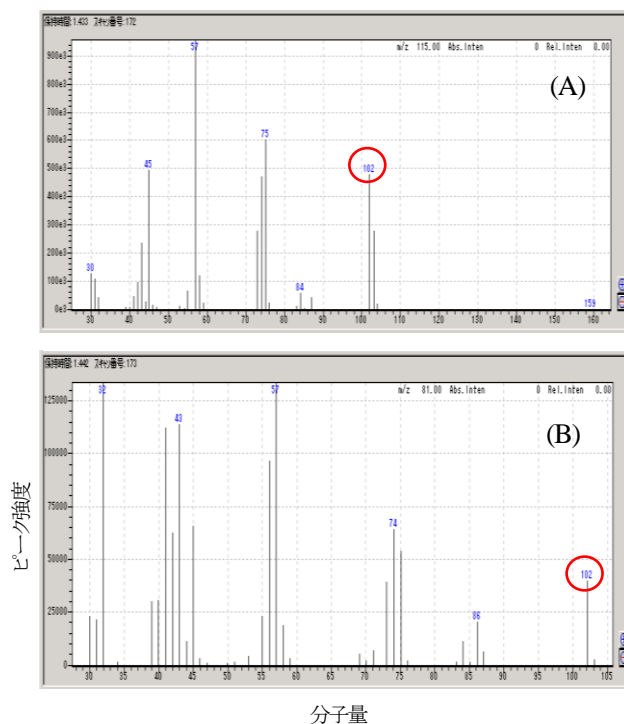 保持時間:1.433 スキャン番号:172
m/z 115.00 Abs.Inten 0 Rel.Inten 0.00
(A)
900e3
800e3
700e3
600e3
500e3
400e3
300e3
200e3
100e3
0e3
57
75
45
102
30
84
159
30 40 50 60 70 80 90 100 110 120 130 140 150 160
保持時間:1.442 スキャン番号:173
m/z 81.00 Abs.Inten 0 Rel.Inten 0.00
(B)
125000
100000
75000
50000
25000
0
32
57
43
74
102
86
30 35 40 45 50 55 60 65 70 75 80 85 90 95 100 105
ピーク強度
分子量